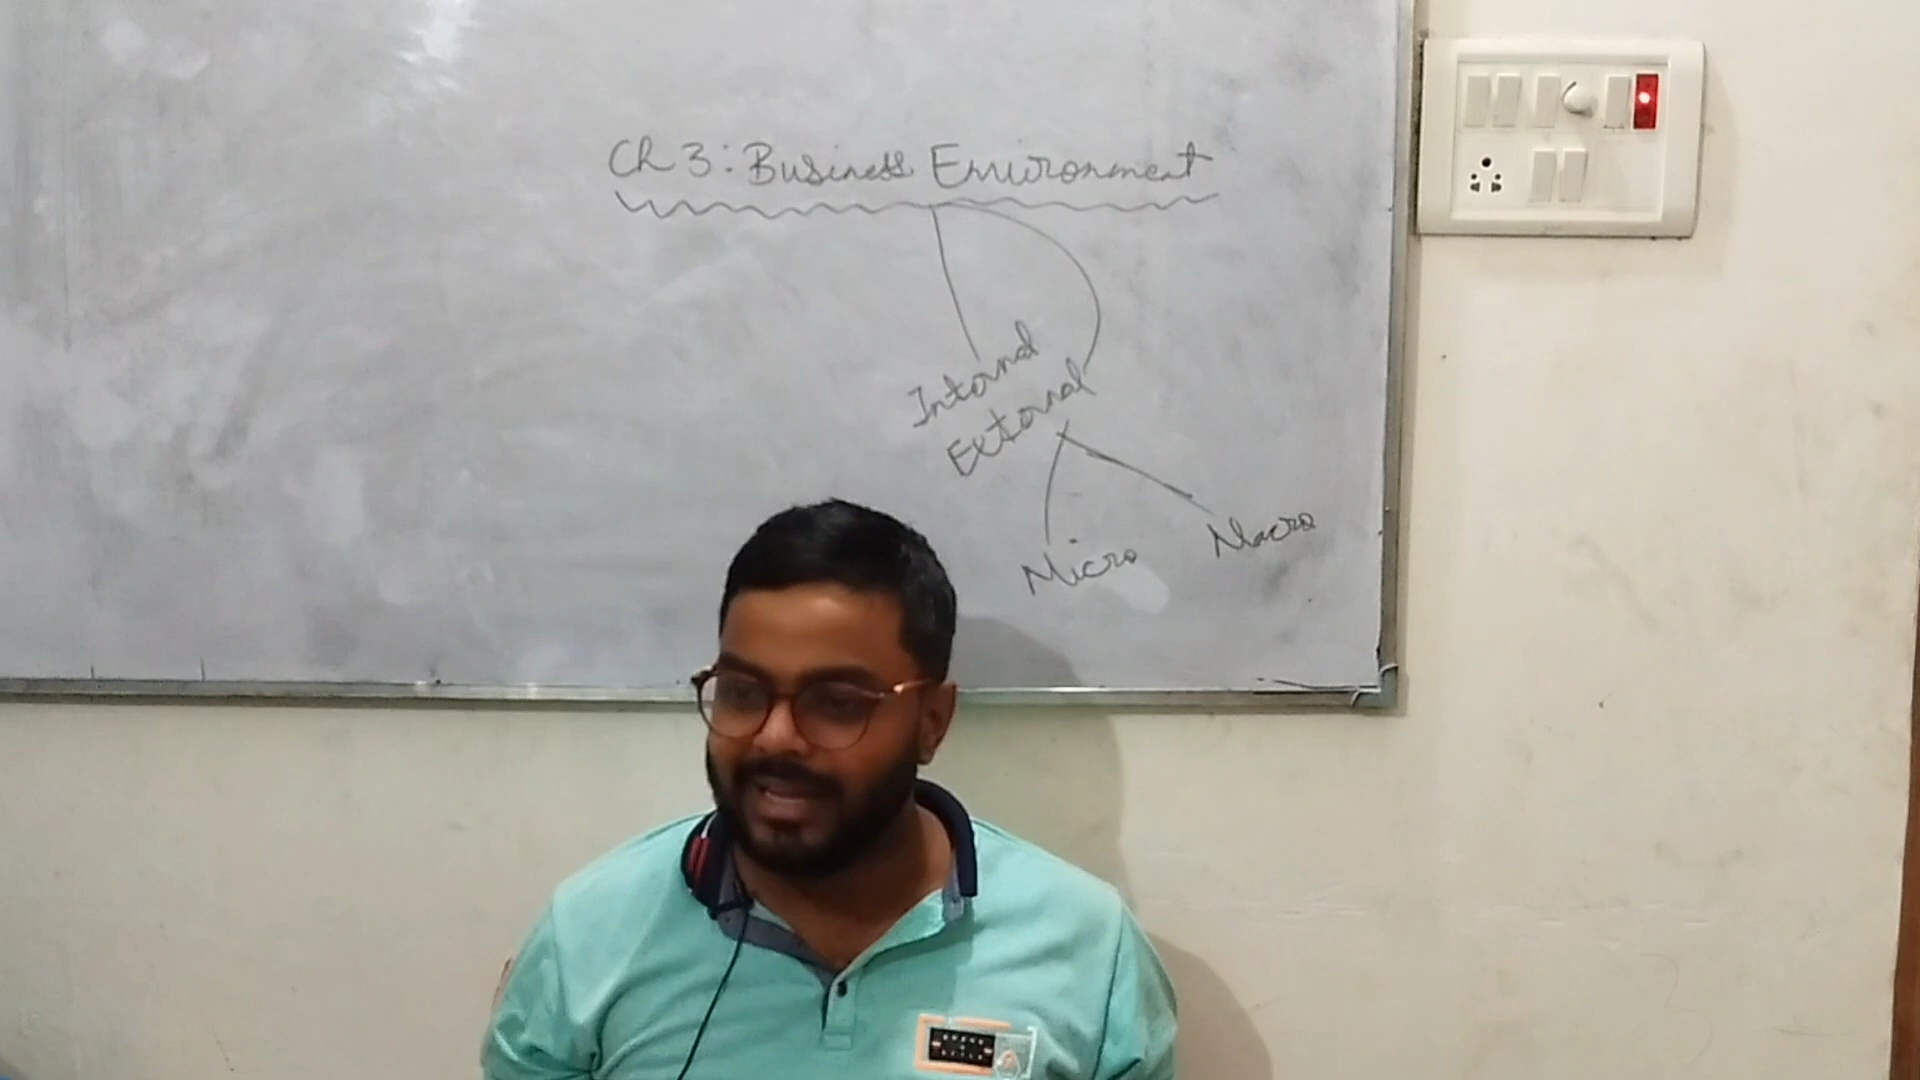 Ch 3: Business Environment
Internal
External
Micro
Macro